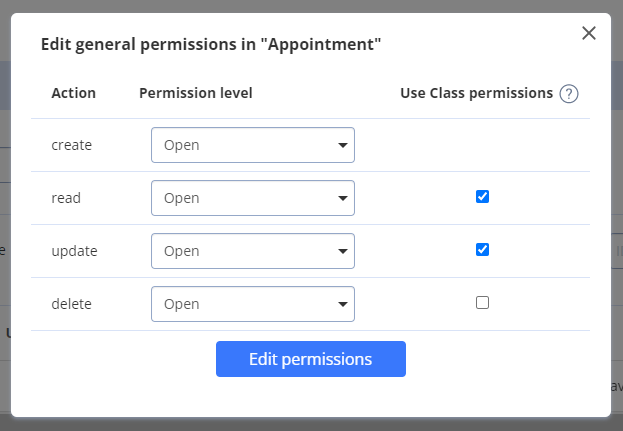 Edit general permissions in "Appointment"
Action Permission level Use Class permissions ?
create Open
read Open
update Open
delete Open
Edit permissions